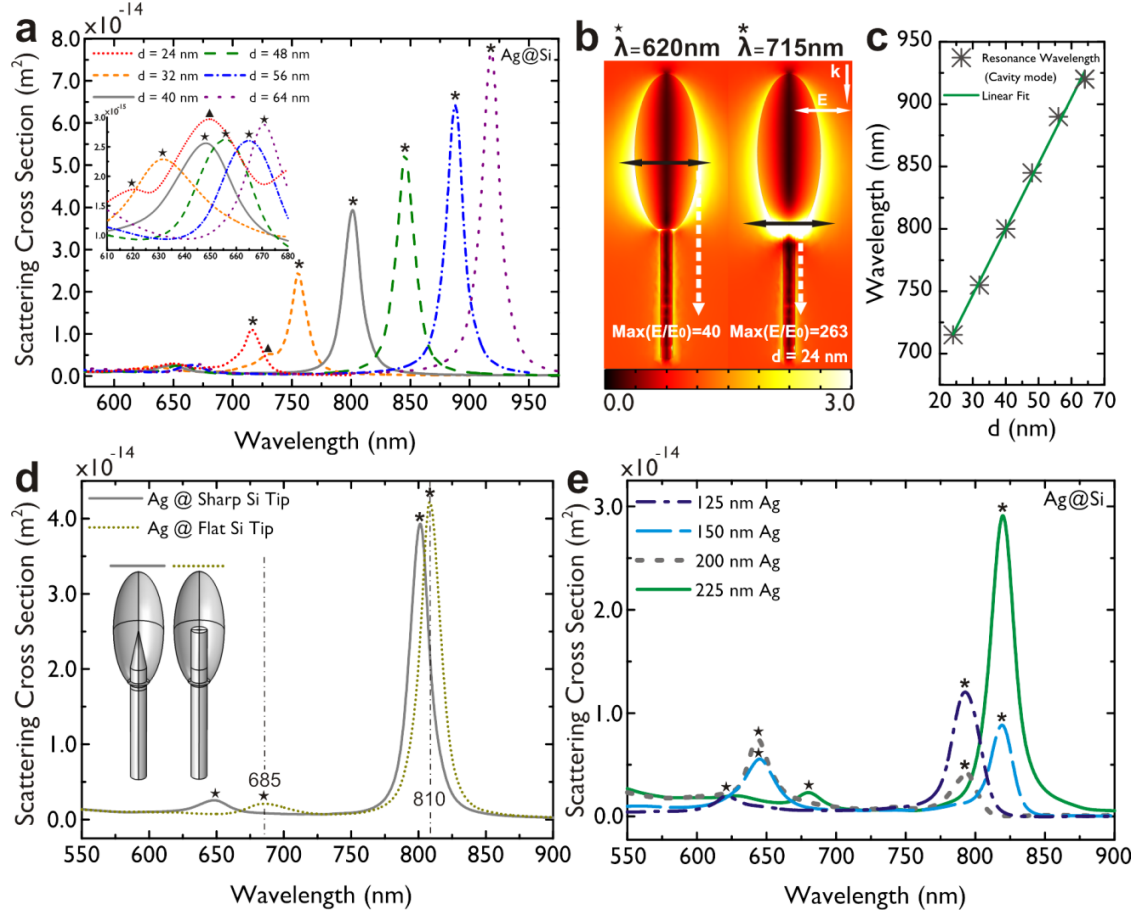 a
×10⁻¹⁴
Scattering Cross Section (m²)
8.0
7.0
6.0
5.0
4.0
3.0
2.0
1.0
0.0
d = 24 nm
d = 32 nm
d = 40 nm
d = 48 nm
d = 56 nm
d = 64 nm
Ag@Si
×10⁻¹⁵
2.5
2.0
1.5
1.0
610 620 630 640 650 660 670 680
575 600 650 700 750 800 850 900 950
Wavelength (nm)
b
★ *
λ=620nm λ=715nm
k
E
Max(E/E₀)=40 Max(E/E₀)=263
d = 24 nm
0.0 3.0
c
Wavelength (nm)
950
900
850
800
750
700
Resonance Wavelength
(Cavity mode)
Linear Fit
20 30 40 50 60 70
d (nm)
d
×10⁻¹⁴
Scattering Cross Section (m²)
4.0
3.0
2.0
1.0
0.0
Ag @ Sharp Si Tip
Ag @ Flat Si Tip
685
810
550 600 650 700 750 800 850 900
Wavelength (nm)
e
×10⁻¹⁴
Scattering Cross Section (m²)
3.0
2.0
1.0
0.0
125 nm Ag
150 nm Ag
200 nm Ag
225 nm Ag
Ag@Si
550 600 650 700 750 800 850 900
Wavelength (nm)